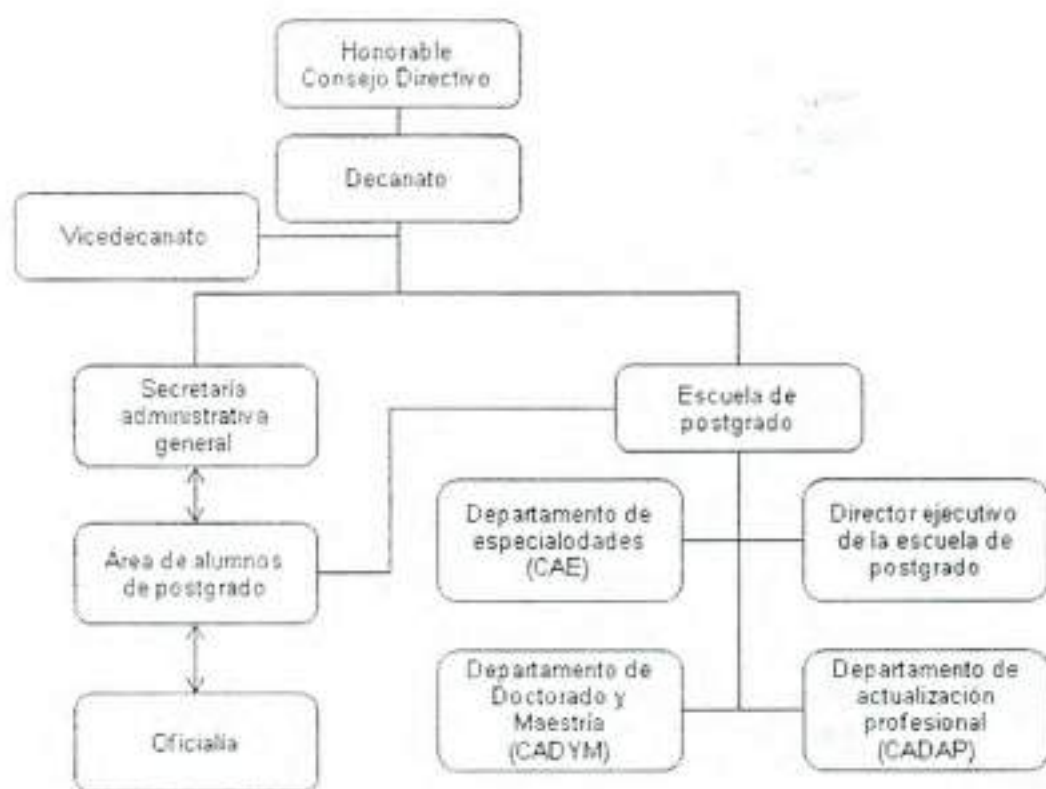 Honorable
Consejo Directivo
Decanato
Vicedecanato
Secretaría
administrativa
general
Escuela de
postgrado
Área de alumnos
de postgrado
Oficialía
Departamento de
especialodades
(CAE)
Director ejecutivo
de la escuela de
postgrado
Departamento de
Doctorado y
Maestría
(CADYM)
Departamento de
actualización
profesional
(CADAP)